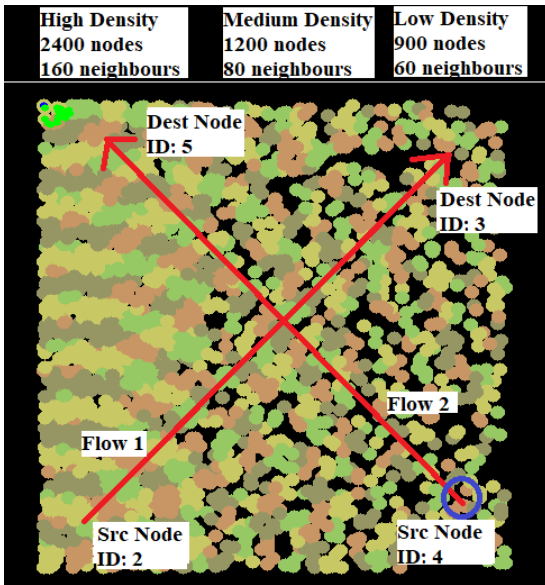 High Density
2400 nodes
160 neighbours
Medium Density
1200 nodes
80 neighbours
Low Density
900 nodes
60 neighbours
Dest Node
ID: 5
Dest Node
ID: 3
Flow 1
Flow 2
Src Node
ID: 2
Src Node
ID: 4